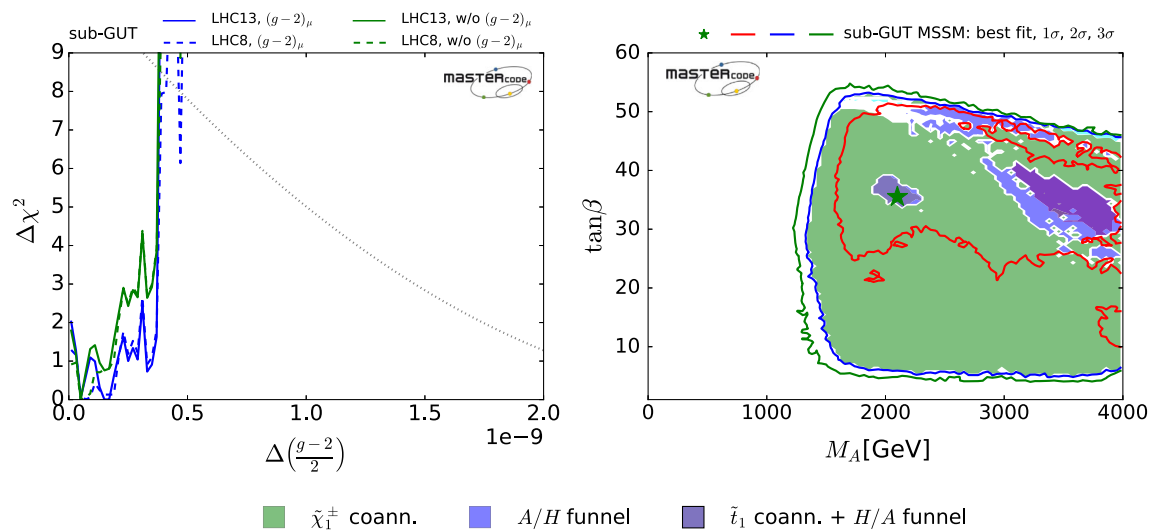 sub-GUT
LHC13, (g−2)μ
LHC8, (g−2)μ
LHC13, w/o (g−2)μ
LHC8, w/o (g−2)μ
MASTERCODE
9
8
7
6
5
4
3
2
1
0
Δχ²
0.0 0.5 1.0 1.5 2.0
1e−9
Δ(g−2/2)
sub-GUT MSSM: best fit, 1σ, 2σ, 3σ
MASTERCODE
60
50
40
30
20
10
tanβ
0 1000 2000 3000 4000
M_A[GeV]
χ̃₁± coann.
A/H funnel
t̃₁ coann. + H/A funnel